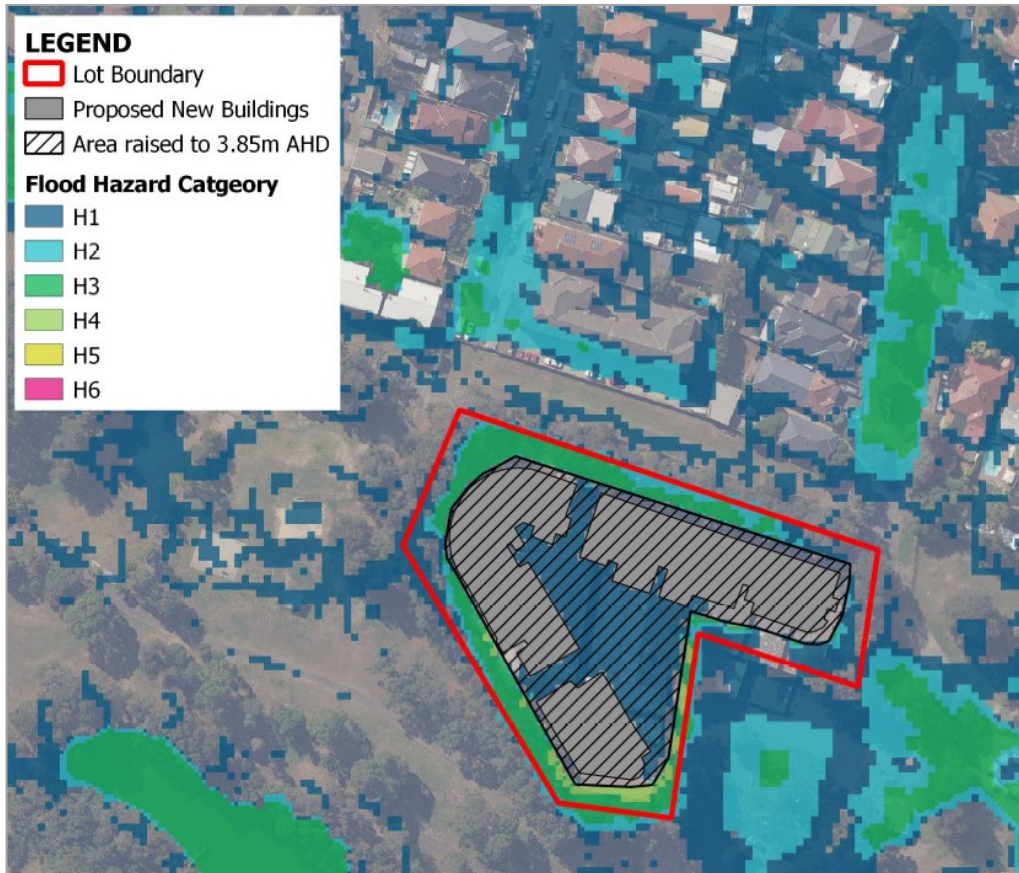 LEGEND
Lot Boundary
Proposed New Buildings
Area raised to 3.85m AHD
Flood Hazard Catgeory
H1
H2
H3
H4
H5
H6